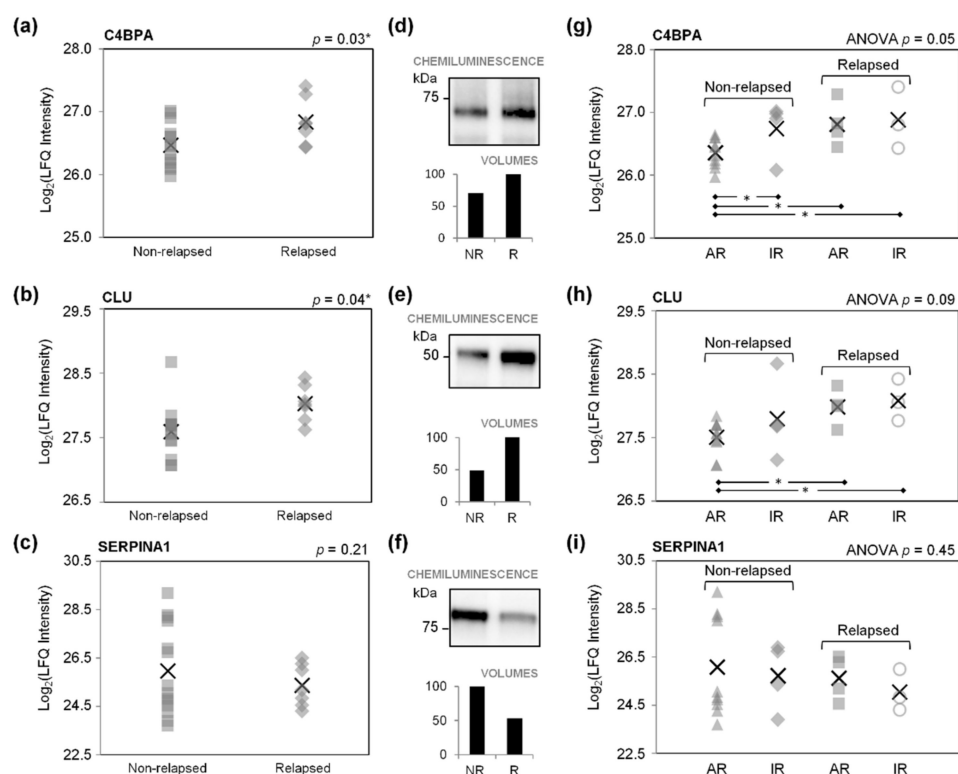 (a)
C4BPA
p = 0.03*
Log2(LFQ Intensity)
28.0
27.0
26.0
25.0
Non-relapsed
Relapsed
(d)
CHEMILUMINESCENCE
kDa
75
VOLUMES
100
50
0
NR
R
(g)
C4BPA
ANOVA p = 0.05
Log2(LFQ Intensity)
28.0
27.0
26.0
25.0
Non-relapsed
Relapsed
*
*
*
AR
IR
AR
IR
(b)
CLU
p = 0.04*
Log2(LFQ Intensity)
29.5
28.5
27.5
26.5
Non-relapsed
Relapsed
(e)
CHEMILUMINESCENCE
kDa
50
VOLUMES
100
50
0
NR
R
(h)
CLU
ANOVA p = 0.09
Log2(LFQ Intensity)
29.5
28.5
27.5
26.5
Non-relapsed
Relapsed
*
*
AR
IR
AR
IR
(c)
SERPINA1
p = 0.21
Log2(LFQ Intensity)
30.5
28.5
26.5
24.5
22.5
Non-relapsed
Relapsed
(f)
CHEMILUMINESCENCE
kDa
75
VOLUMES
100
50
0
NR
R
(i)
SERPINA1
ANOVA p = 0.45
Log2(LFQ Intensity)
30.5
28.5
26.5
24.5
22.5
Non-relapsed
Relapsed
AR
IR
AR
IR